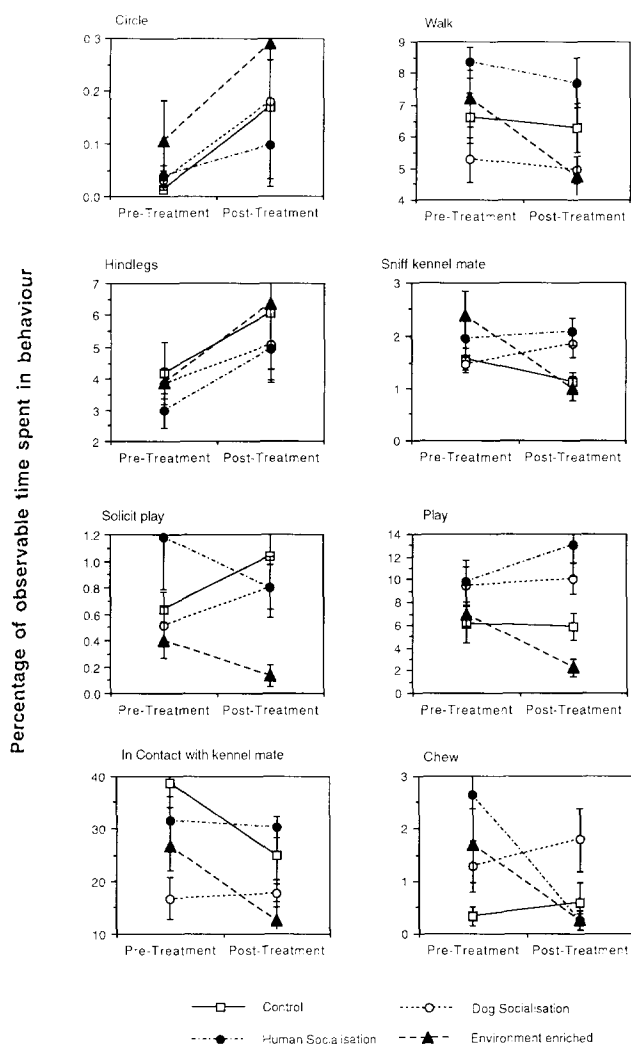 Circle
0.3
0.2
0.1
0.0
Pre-Treatment Post-Treatment
Walk
9
8
7
6
5
4
Pre-Treatment Post-Treatment
Percentage of observable time spent in behaviour
Hindlegs
7
6
5
4
3
2
Pre-Treatment Post-Treatment
Sniff kennel mate
3
2
1
0
Pre-Treatment Post-Treatment
Solicit play
1.2
1.0
0.8
0.6
0.4
0.2
0.0
Pre-Treatment Post-Treatment
Play
14
12
10
8
6
4
2
0
Pre-Treatment Post-Treatment
In Contact with kennel mate
40
30
20
10
Pre-Treatment Post-Treatment
Chew
3
2
1
0
Pre-Treatment Post-Treatment
Control
Dog Socialisation
Human Socialisation
Environment enriched